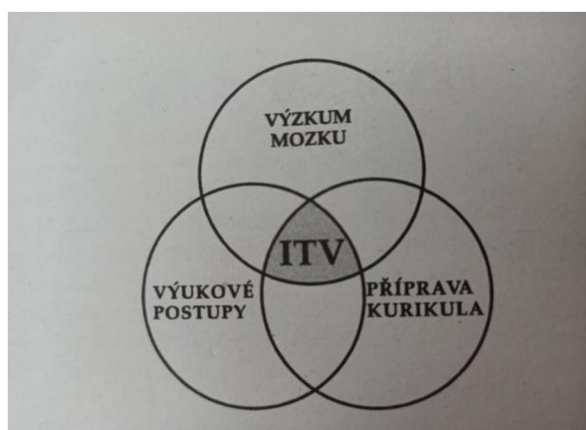 VÝZKUM
MOZKU
ITV
VÝUKOVÉ
POSTUPY
PŘÍPRAVA
KURIKULA